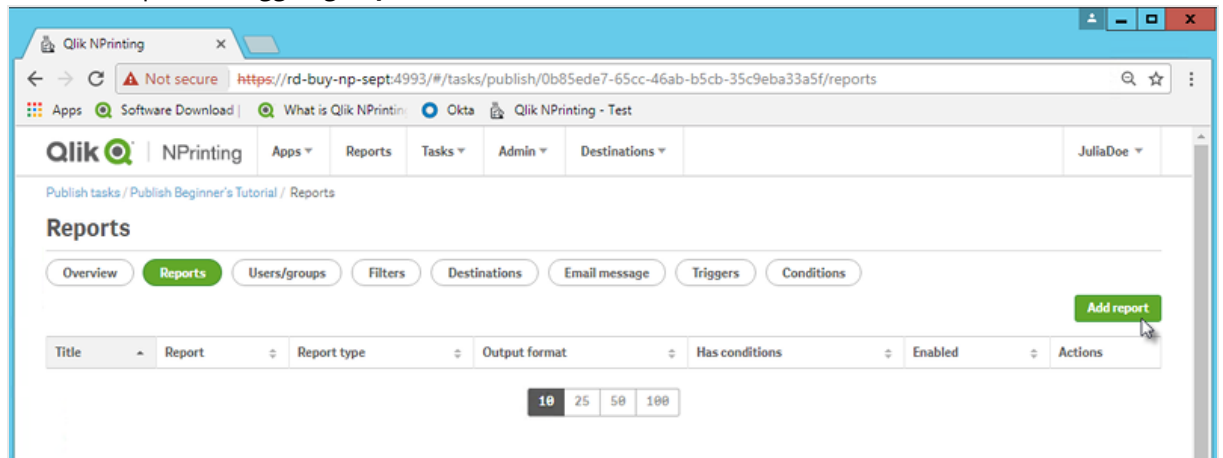 Qlik NPrinting
Not secure https://rd-buy-np-sept:4993/#/tasks/publish/0b85ede7-65cc-46ab-b5cb-35c9eba33a5f/reports
Apps Software Download | What is Qlik NPrinting Okta Qlik NPrinting - Test
Qlik NPrinting Apps Reports Tasks Admin Destinations JuliaDoe
Publish tasks / Publish Beginner's Tutorial / Reports
Reports
Overview Reports Users/groups Filters Destinations Email message Triggers Conditions
Add report
Title Report Report type Output format Has conditions Enabled Actions
10 25 50 100